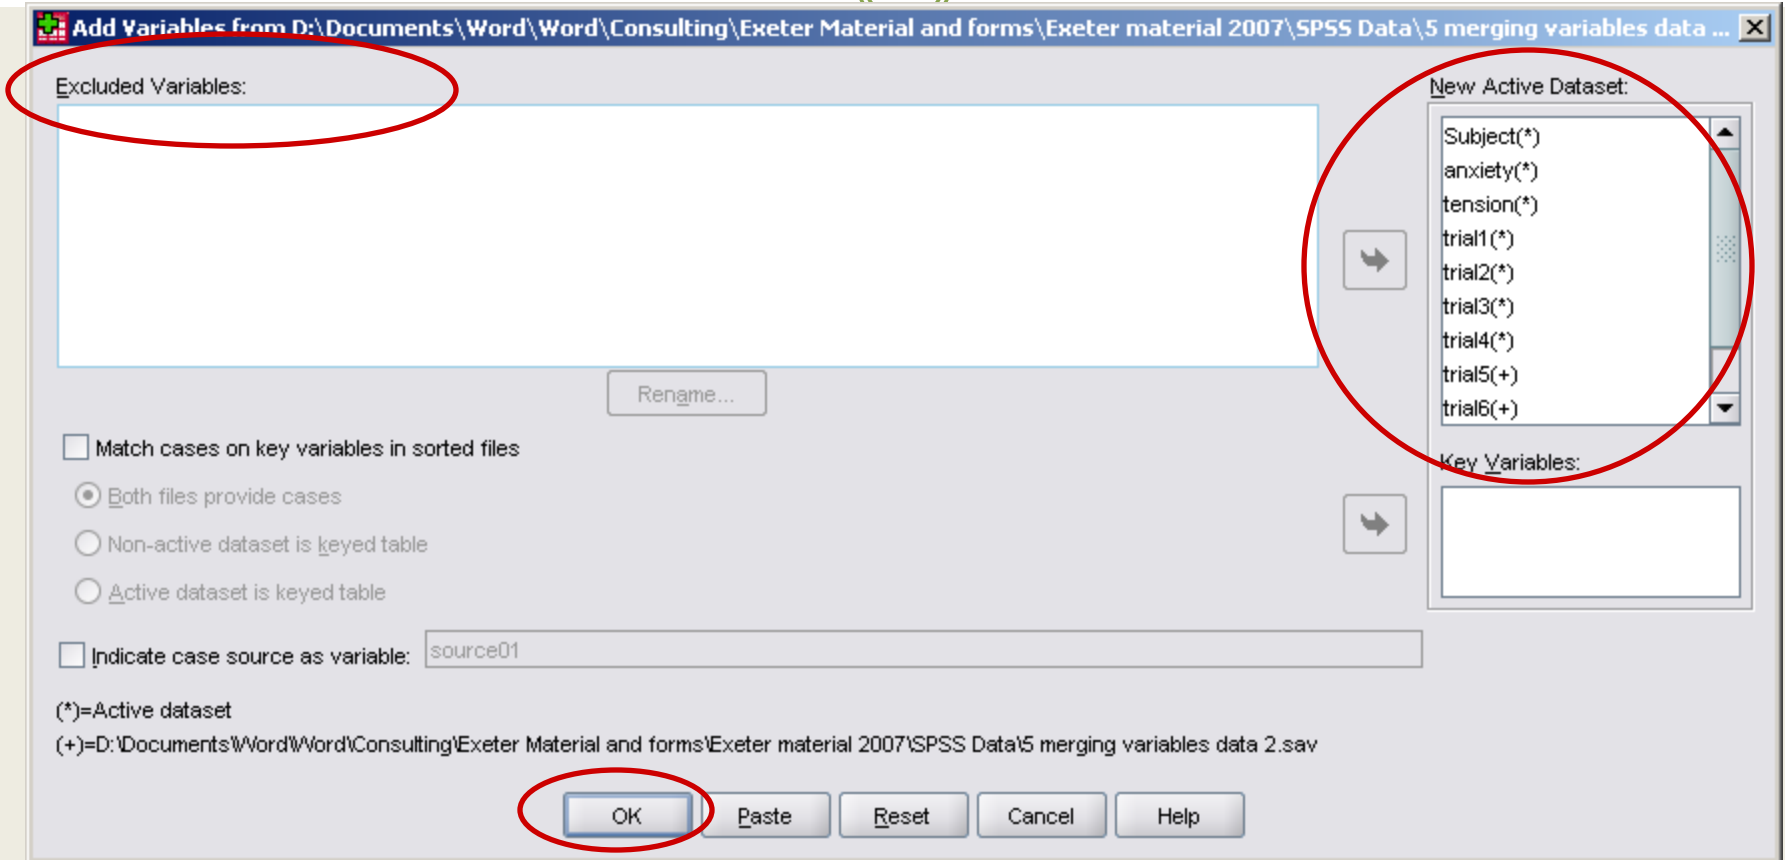 Add Variables from D:\Documents\Word\Word\Consulting\Exeter Material and forms\Exeter material 2007\SPSS Data\5 merging variables data ...
Excluded Variables:
New Active Dataset:
Subject(*)
anxiety(*)
tension(*)
trial1(*)
trial2(*)
trial3(*)
trial4(*)
trial5(+)
trial6(+)
Rename...
Match cases on key variables in sorted files
Key Variables:
Both files provide cases
Non-active dataset is keyed table
Active dataset is keyed table
Indicate case source as variable: source01
(*)=Active dataset
(+)=D:\Documents\Word\Word\Consulting\Exeter Material and forms\Exeter material 2007\SPSS Data\5 merging variables data 2.sav
OK Paste Reset Cancel Help